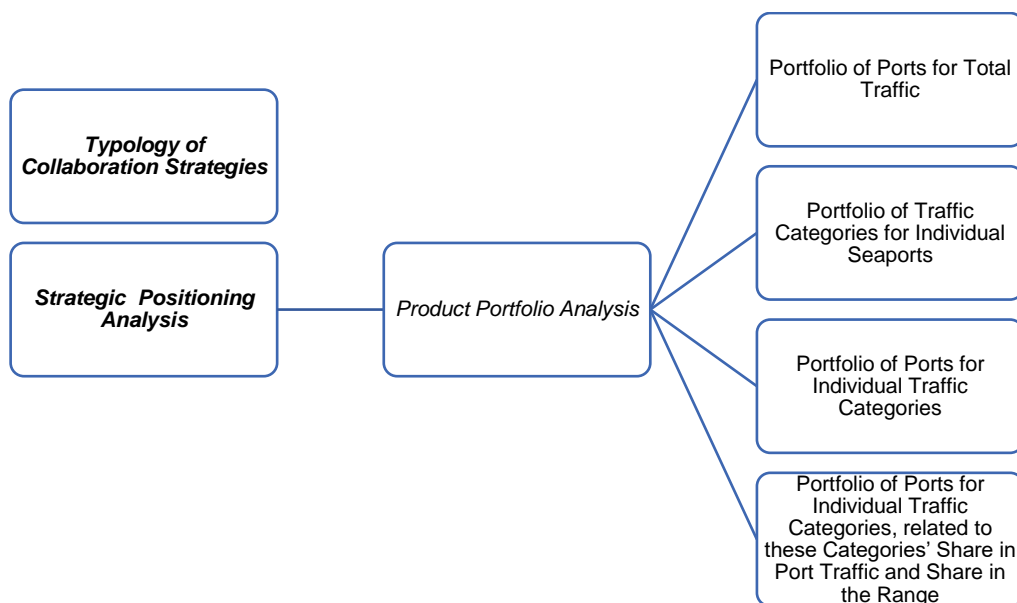 Typology of
Collaboration Strategies
Strategic Positioning
Analysis
Product Portfolio Analysis
Portfolio of Ports for Total
Traffic
Portfolio of Traffic
Categories for Individual
Seaports
Portfolio of Ports for
Individual Traffic
Categories
Portfolio of Ports for
Individual Traffic
Categories, related to
these Categories’ Share in
Port Traffic and Share in
the Range